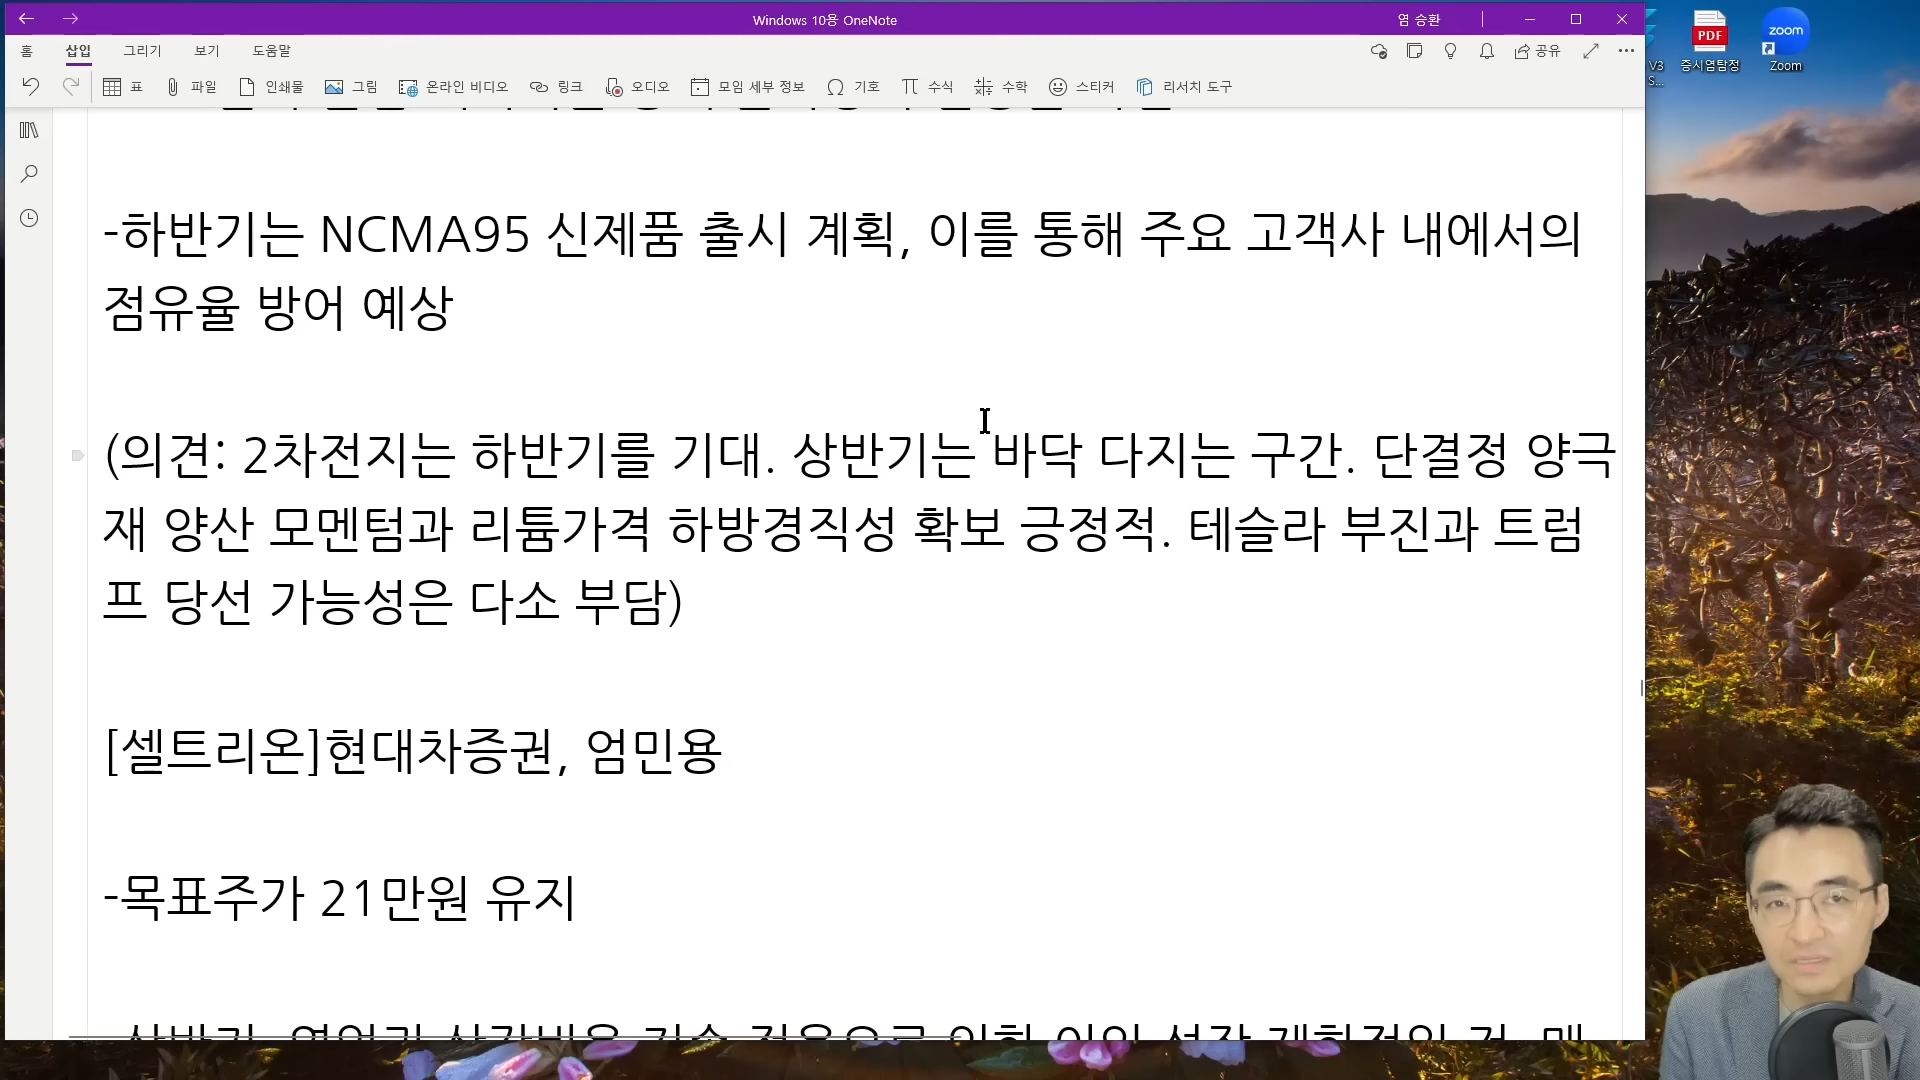 Windows 10용 OneNote
염 승환
홈 삽입 그리기 보기 도움말
공유
표 파일 인쇄물 그림 온라인 비디오 링크 오디오 모임 세부 정보 기호 수식 수학 스티커 리서치 도구
-하반기는 NCMA95 신제품 출시 계획, 이를 통해 주요 고객사 내에서의
점유율 방어 예상
(의견: 2차전지는 하반기를 기대. 상반기는 바닥 다지는 구간. 단결정 양극
재 양산 모멘텀과 리튬가격 하방경직성 확보 긍정적. 테슬라 부진과 트럼
프 당선 가능성은 다소 부담)
[셀트리온]현대차증권, 엄민용
-목표주가 21만원 유지
V3
S...
PDF
증시염탐정
zoom
Zoom